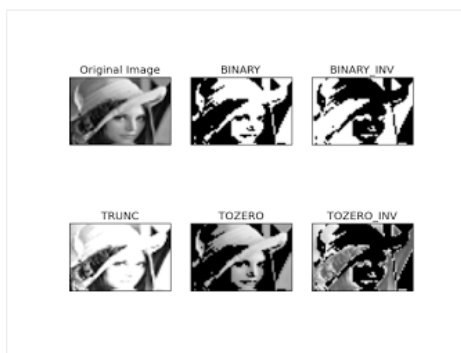 Original Image
BINARY
BINARY_INV
TRUNC
TOZERO
TOZERO_INV